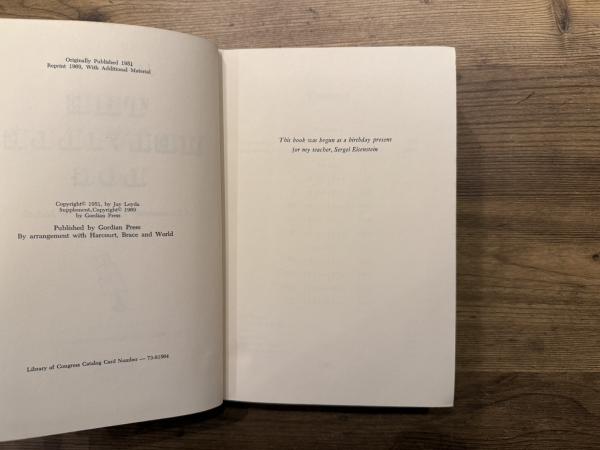 Originally Published 1951
Reprint 1969, With Additional Material
Copyright© 1951, by Jay Leyda
Supplement, Copyright© 1969
by Gordian Press
Published by Gordian Press
By arrangement with Harcourt, Brace and World
Library of Congress Catalog Card Number — 73-81904
This book was begun as a birthday present
for my teacher, Sergei Eisenstein